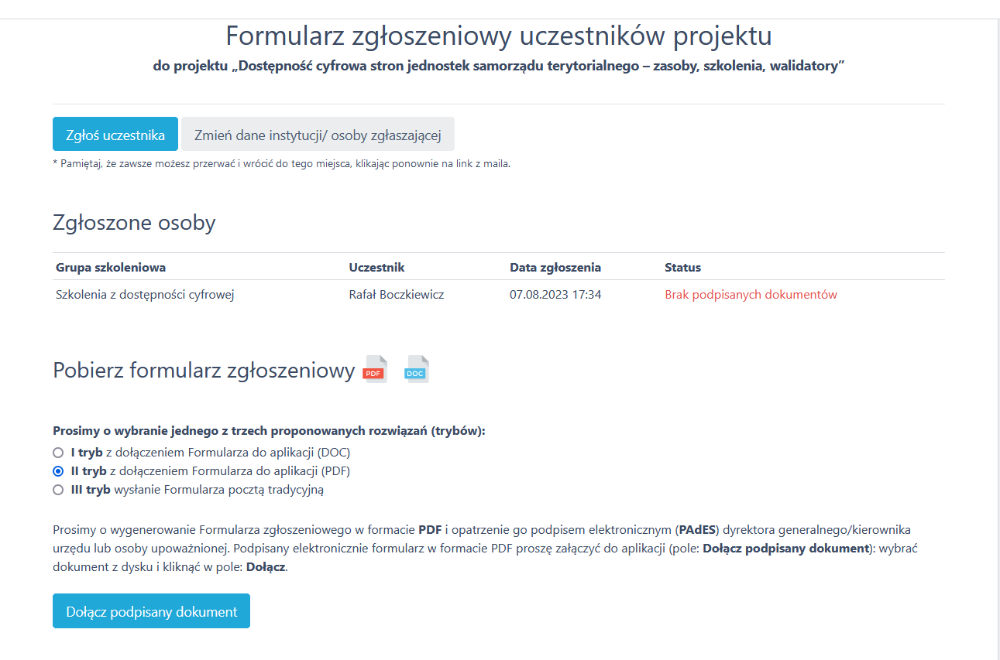 Formularz zgłoszeniowy uczestników projektu
do projektu „Dostępność cyfrowa stron jednostek samorządu terytorialnego – zasoby, szkolenia, walidatory”
Zgłoś uczestnika Zmień dane instytucji/ osoby zgłaszającej
* Pamiętaj, że zawsze możesz przerwać i wrócić do tego miejsca, klikając ponownie na link z maila.
Zgłoszone osoby
Grupa szkoleniowa Uczestnik Data zgłoszenia Status
Szkolenia z dostępności cyfrowej Rafał Boczkiewicz 07.08.2023 17:34 Brak podpisanych dokumentów
Pobierz formularz zgłoszeniowy PDF DOC
Prosimy o wybranie jednego z trzech proponowanych rozwiązań (trybów):
I tryb z dołączeniem Formularza do aplikacji (DOC)
II tryb z dołączeniem Formularza do aplikacji (PDF)
III tryb wysłanie Formularza pocztą tradycyjną
Prosimy o wygenerowanie Formularza zgłoszeniowego w formacie PDF i opatrzenie go podpisem elektronicznym (PAdES) dyrektora generalnego/kierownika
urzędu lub osoby upoważnionej. Podpisany elektronicznie formularz w formacie PDF proszę załączyć do aplikacji (pole: Dołącz podpisany dokument): wybrać
dokument z dysku i kliknąć w pole: Dołącz.
Dołącz podpisany dokument